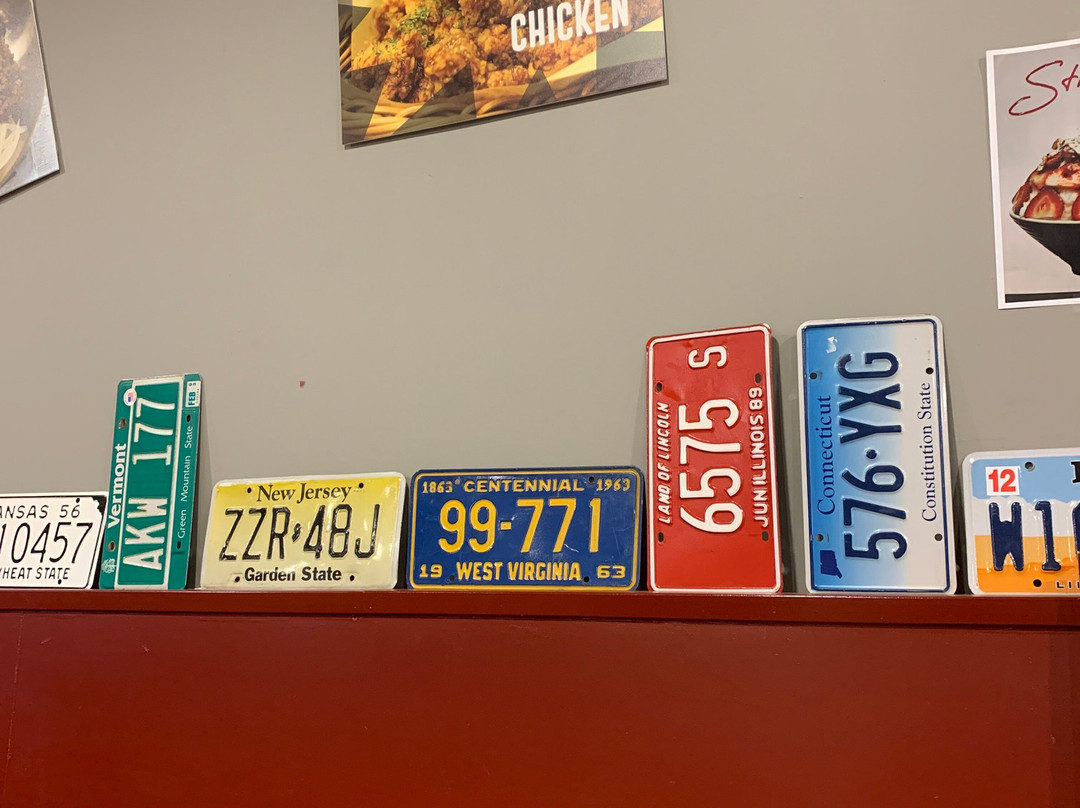 CHICKEN
ANSAS 56
10457
HEAT STATE
Vermont
AKW 177
Green Mountain State
FEB
New Jersey
ZZR 48J
Garden State
1863 CENTENNIAL 1963
99-771
19 WEST VIRGINIA 63
LAND OF LINCOLN
6575 S
JUN ILLINOIS 89
Connecticut
576·YXG
Constitution State
12
W1